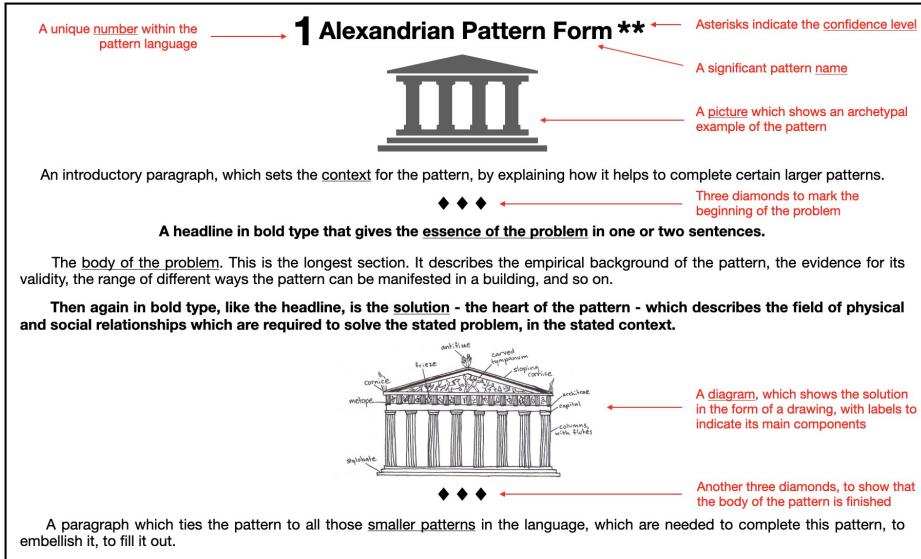 A unique number within the
pattern language
1 Alexandrian Pattern Form **
Asterisks indicate the confidence level
A significant pattern name
A picture which shows an archetypal
example of the pattern
An introductory paragraph, which sets the context for the pattern, by explaining how it helps to complete certain larger patterns.
♦ ♦ ♦
Three diamonds to mark the
beginning of the problem
A headline in bold type that gives the essence of the problem in one or two sentences.
The body of the problem. This is the longest section. It describes the empirical background of the pattern, the evidence for its
validity, the range of different ways the pattern can be manifested in a building, and so on.
Then again in bold type, like the headline, is the solution - the heart of the pattern - which describes the field of physical
and social relationships which are required to solve the stated problem, in the stated context.
antifixae
carved
tympanum
frieze
sloping
cornice
cornice
metope
architrae
capital
columns,
with flutes
stylobate
A diagram, which shows the solution
in the form of a drawing, with labels to
indicate its main components
♦ ♦ ♦
Another three diamonds, to show that
the body of the pattern is finished
A paragraph which ties the pattern to all those smaller patterns in the language, which are needed to complete this pattern, to
embellish it, to fill it out.